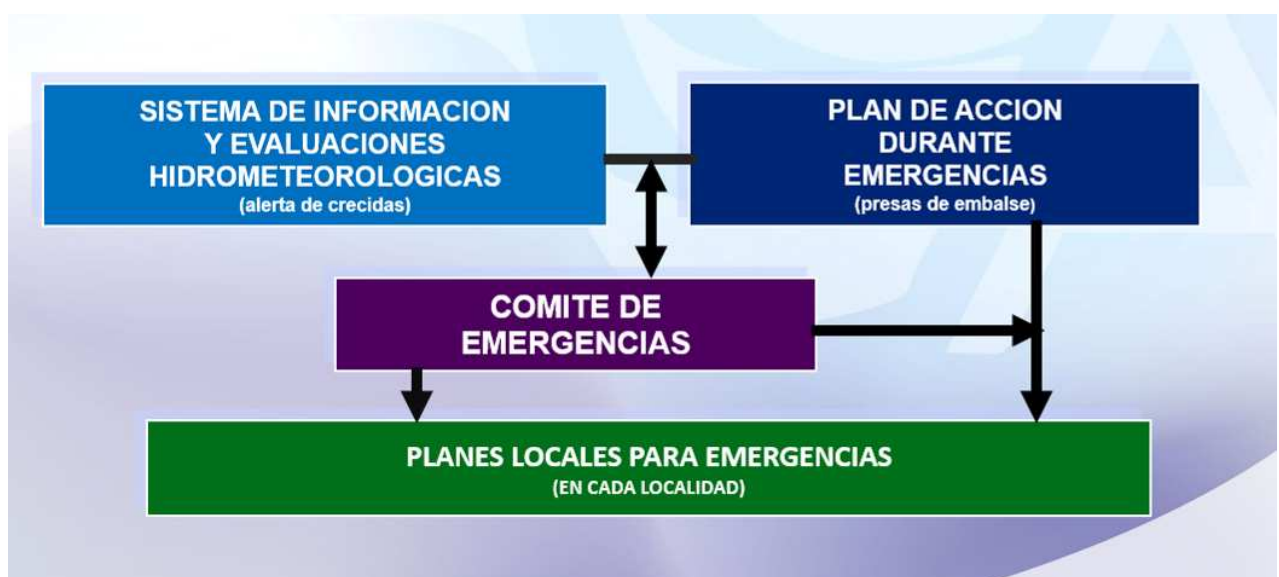 SISTEMA DE INFORMACION
Y EVALUACIONES
HIDROMETEOROLOGICAS
(alerta de crecidas)
PLAN DE ACCION
DURANTE
EMERGENCIAS
(presas de embalse)
COMITE DE
EMERGENCIAS
PLANES LOCALES PARA EMERGENCIAS
(EN CADA LOCALIDAD)